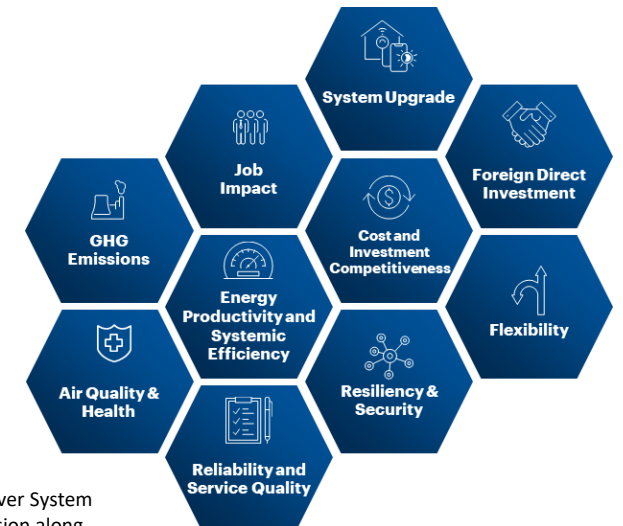 System Upgrade
Job
Impact
Foreign Direct
Investment
GHG
Emissions
Cost and
Investment
Competitiveness
Energy
Productivity and
Systemic
Efficiency
Flexibility
Air Quality &
Health
Resiliency &
Security
Reliability and
Service Quality
System
along